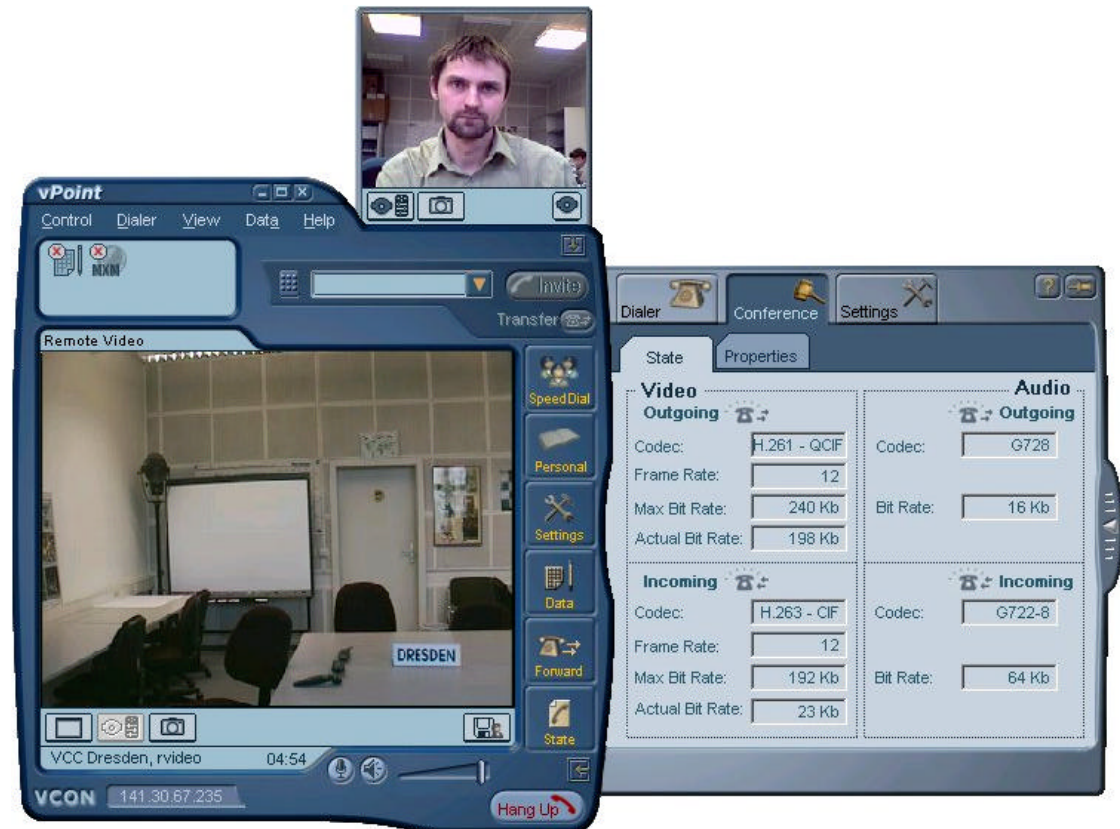 vPoint
Control Dialer View Data Help
MXM
Invite
Transfer
Remote Video
DRESDEN
SpeedDial
Personal
Settings
Data
Forward
State
VCC Dresden, rvideo 04:54
VCON 141.30.67.235
Hang Up
Dialer Conference Settings
?
State Properties
Video
Outgoing
Codec: H.261 - QCIF
Frame Rate: 12
Max Bit Rate: 240 Kb
Actual Bit Rate: 198 Kb
Audio
Outgoing
Codec: G728
Bit Rate: 16 Kb
Incoming
Codec: H.263 - CIF
Frame Rate: 12
Max Bit Rate: 192 Kb
Actual Bit Rate: 23 Kb
Incoming
Codec: G722-8
Bit Rate: 64 Kb